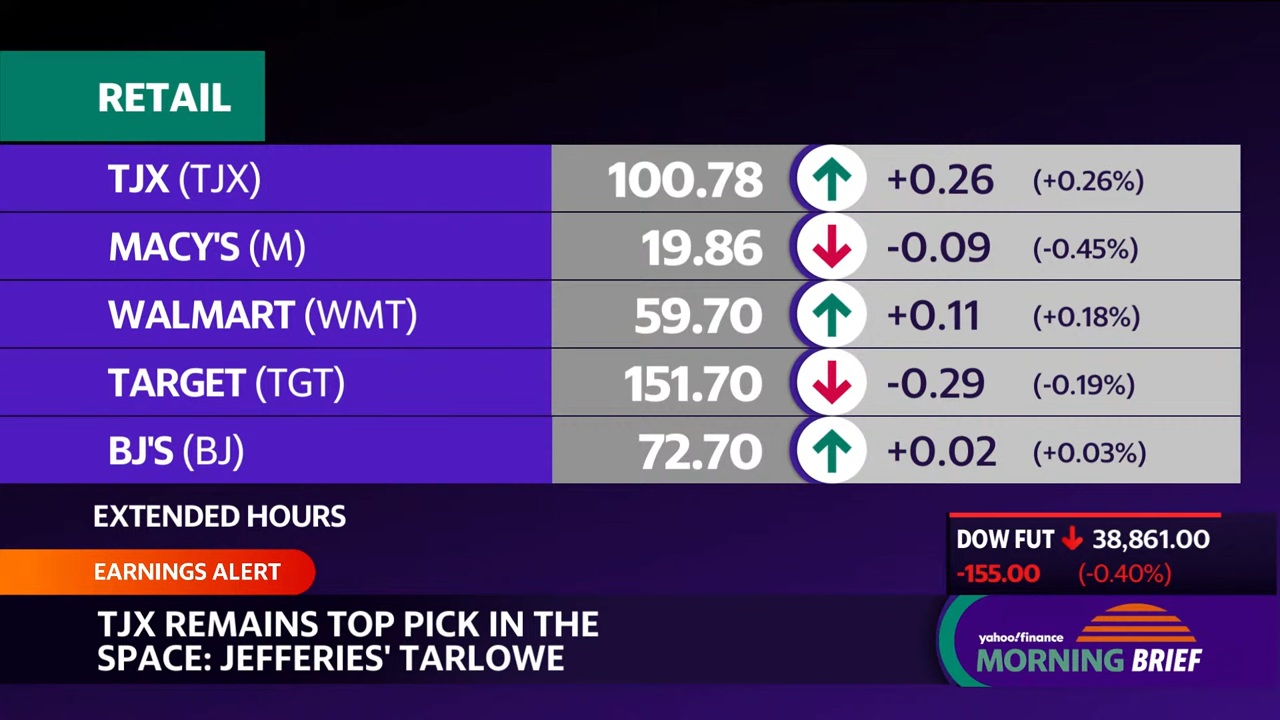 RETAIL
TJX (TJX) 100.78 +0.26 (+0.26%)
MACY'S (M) 19.86 -0.09 (-0.45%)
WALMART (WMT) 59.70 +0.11 (+0.18%)
TARGET (TGT) 151.70 -0.29 (-0.19%)
BJ'S (BJ) 72.70 +0.02 (+0.03%)
EXTENDED HOURS
EARNINGS ALERT
TJX REMAINS TOP PICK IN THE
SPACE: JEFFERIES' TARLOWE
DOW FUT 38,861.00
-155.00 (-0.40%)
yahoo!finance
MORNING BRIEF